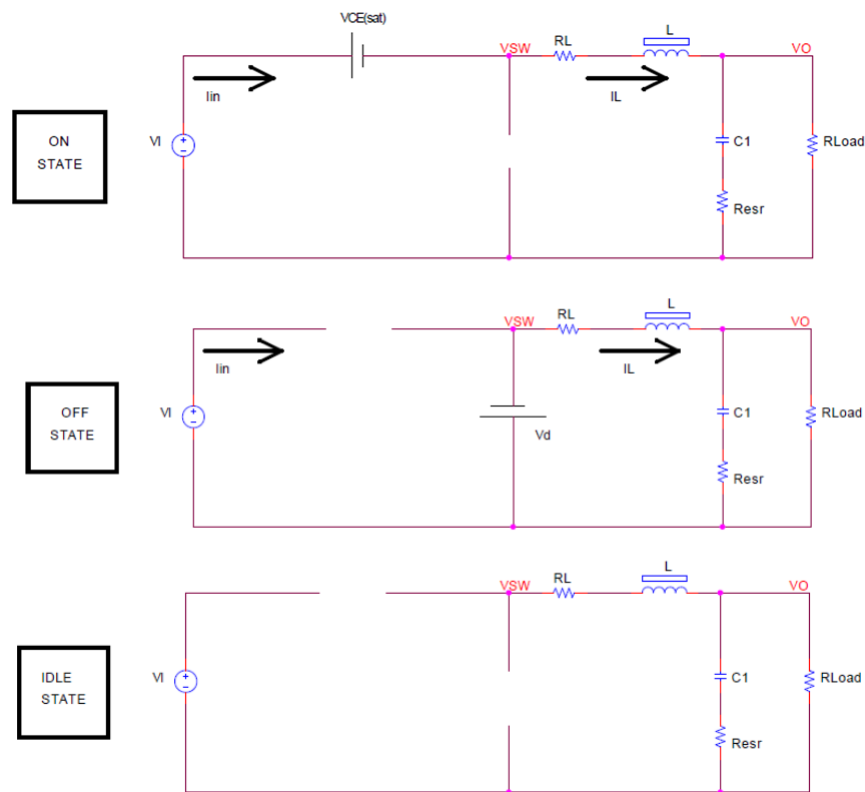 VCE(sat)
VSW
RL
L
VO
Iin
IL
ON
STATE
VI
+
-
C1
RLoad
Resr
VSW
RL
L
VO
Iin
IL
OFF
STATE
VI
+
-
Vd
C1
RLoad
Resr
VSW
RL
L
VO
IDLE
STATE
VI
+
-
C1
RLoad
Resr